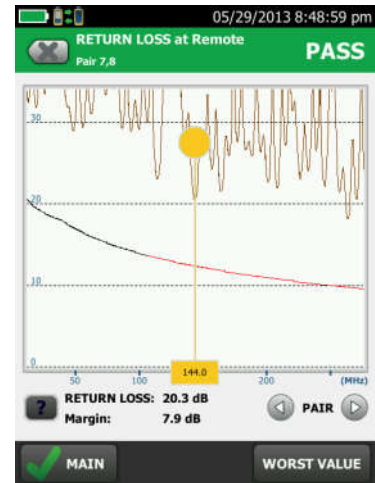 05/29/2013 8:48:59 pm
RETURN LOSS at Remote
PASS
Pair 7,8
30
20
10
0
144.0
50 100 200 (MHz)
? RETURN LOSS: 20.3 dB
PAIR
Margin: 7.9 dB
MAIN
WORST VALUE